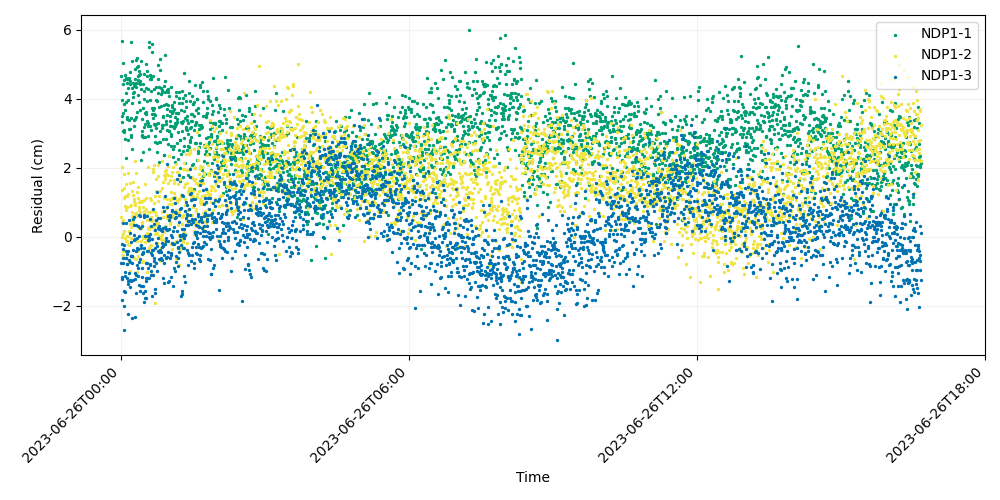 NDP1-1
NDP1-2
NDP1-3
6
4
2
0
−2
Residual (cm)
2023-06-26T00:00
2023-06-26T06:00
2023-06-26T12:00
2023-06-26T18:00
Time